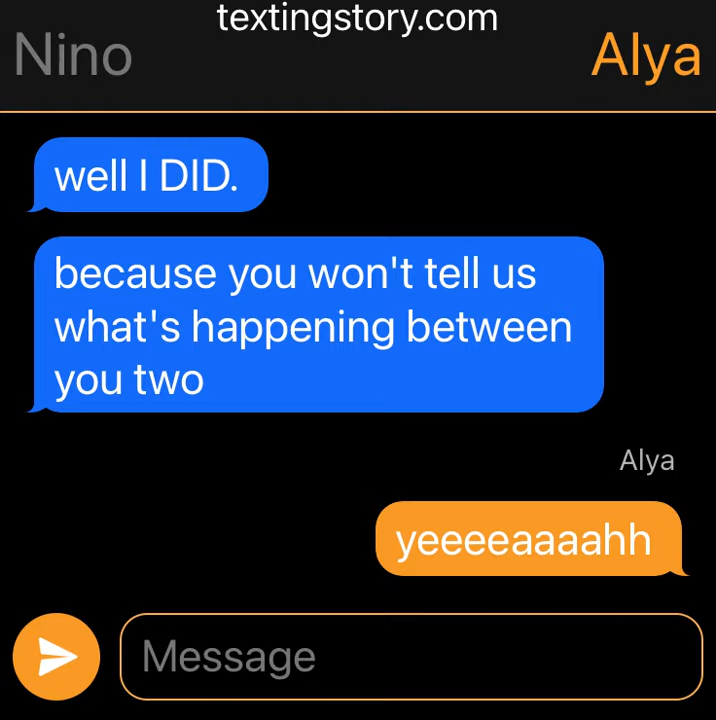 textingstory.com
Nino
Alya
well I DID.
because you won't tell us
what's happening between
you two
Alya
yeeeeaaaahh
Message